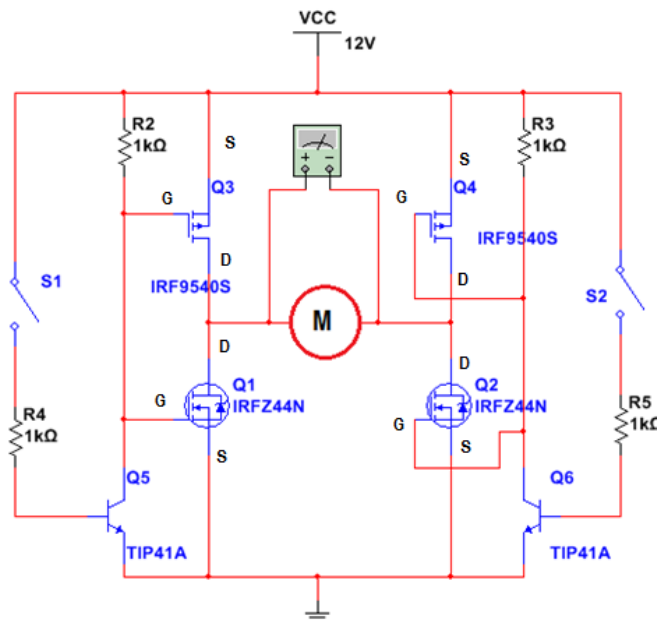 VCC
12V
R2
1kΩ
S
+ −
S
R3
1kΩ
G
Q3
G
Q4
IRF9540S
D
IRF9540S
D
S1
M
S2
D
Q1
IRFZ44N
G
S
D
Q2
IRFZ44N
G
S
R4
1kΩ
R5
1kΩ
Q5
TIP41A
Q6
TIP41A